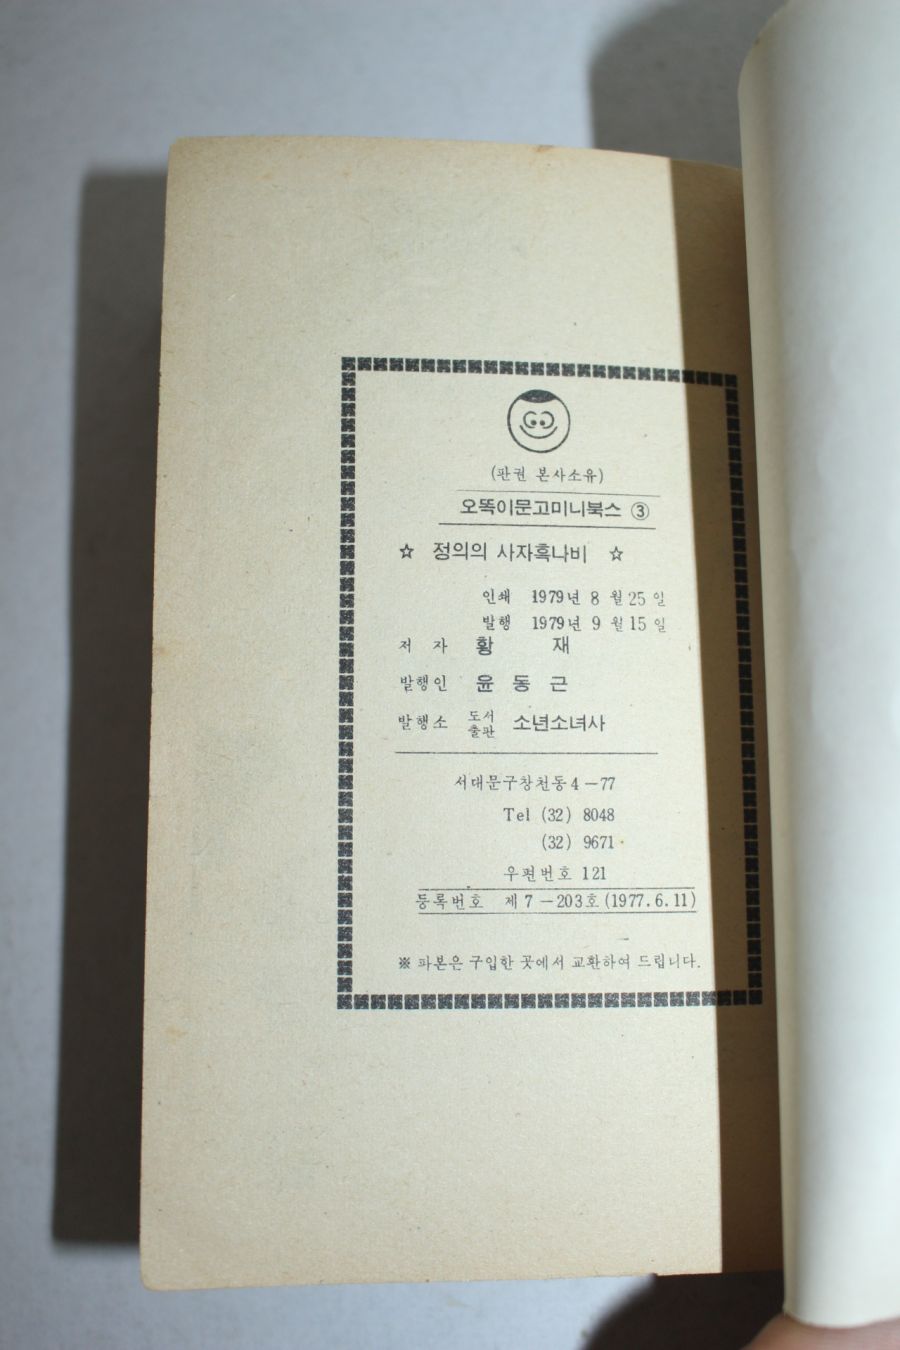 (판권 본사소유)
오똑이문고미니북스 ③
☆ 정의의 사자흑나비 ☆
인쇄 1979년 8 월 25 일
발행 1979년 9 월 15 일
저 자 황 재
발행인 윤 동 근
발행소 도서출판 소년소녀사
서대문구창천동 4－77
Tel (32) 8048
(32) 9671
우편번호 121
등록번호 제 7－203호 (1977. 6. 11)
※ 파본은 구입한 곳에서 교환하여 드립니다.